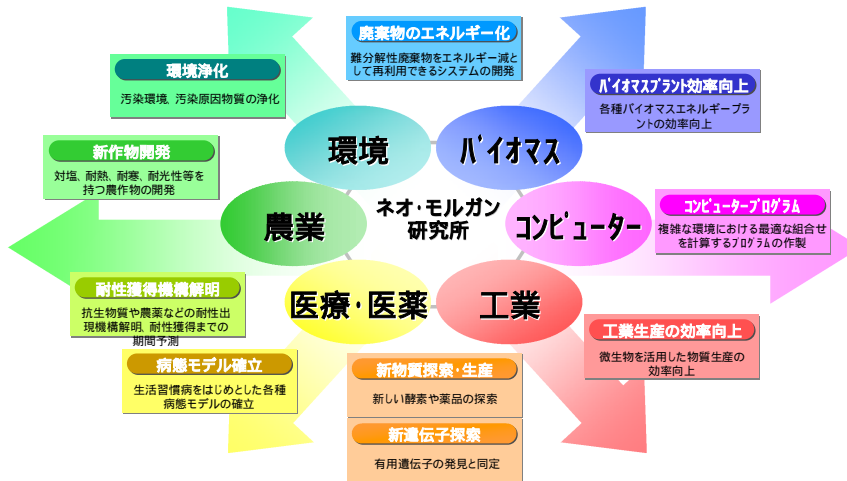 廃棄物のエネルギー化
難分解性廃棄物をエネルギー減と
して再利用できるシステムの開発
環境浄化
汚染環境、汚染原因物質の浄化
ﾊﾞｲｵﾏｽﾌﾟﾗﾝﾄ効率向上
各種バイオマスエネルギープラ
ントの効率向上
新作物開発
対塩、耐熱、耐寒、耐光性等を
持つ農作物の開発
環境
ﾊﾞｲｵﾏｽ
農業
ネオ・モルガン
研究所
ｺﾝﾋﾟｭｰﾀｰ
ｺﾝﾋﾟｭｰﾀｰﾌﾟﾛｸﾞﾗﾑ
複雑な環境における最適な組合せ
を計算するﾌﾟﾛｸﾞﾗﾑの作製
耐性獲得機構解明
抗生物質や農薬などの耐性出
現機構解明、耐性獲得までの
期間予測
医療・医薬
工業
工業生産の効率向上
微生物を活用した物質生産の
効率向上
病態モデル確立
生活習慣病をはじめとした各種
病態モデルの確立
新物質探索・生産
新しい酵素や薬品の探索
新遺伝子探索
有用遺伝子の発見と同定